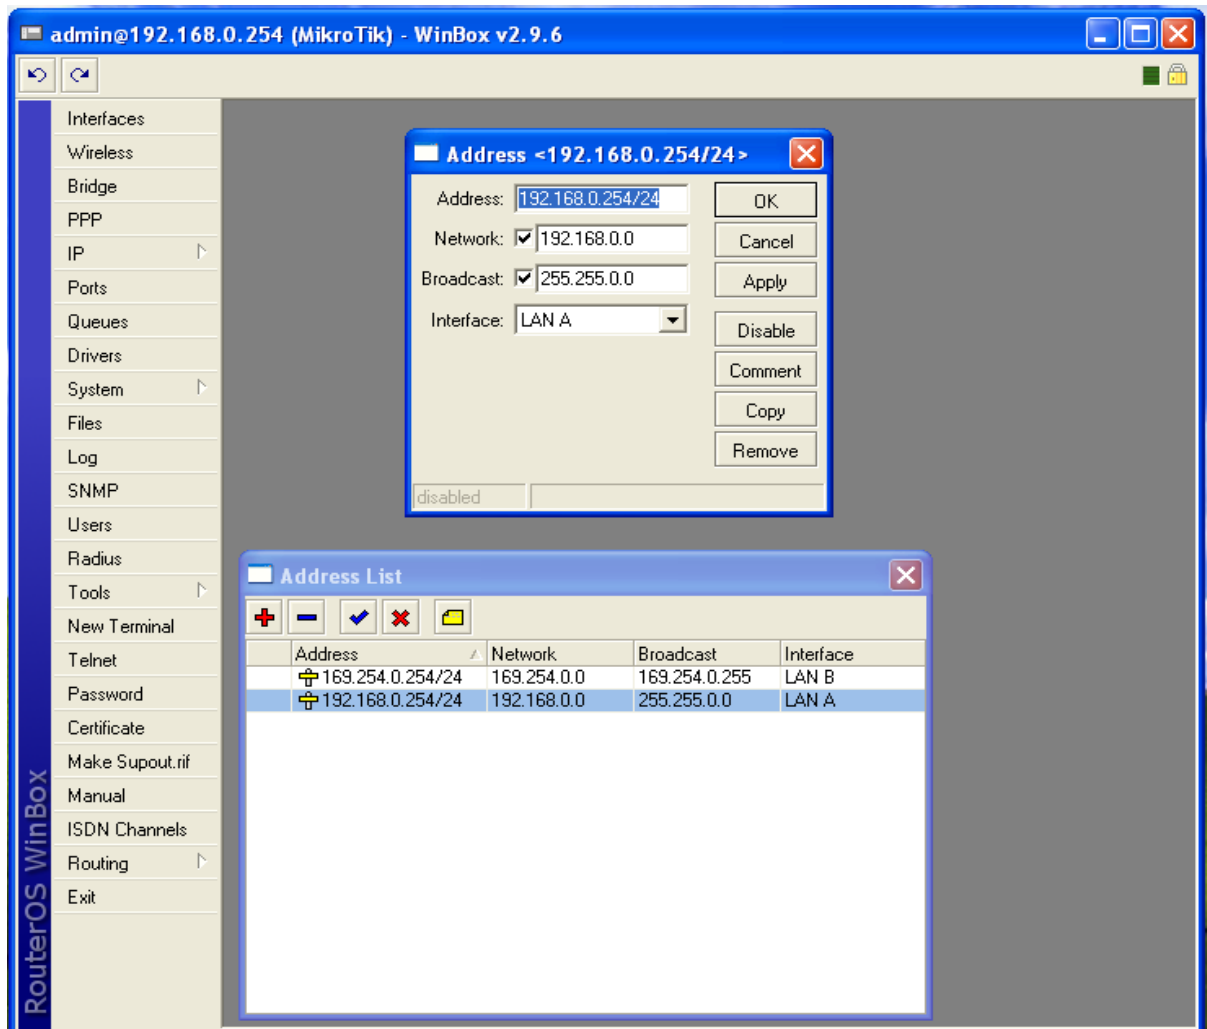 admin@192.168.0.254 (MikroTik) - WinBox v2.9.6
Interfaces
Wireless
Bridge
PPP
IP
Ports
Queues
Drivers
System
Files
Log
SNMP
Users
Radius
Tools
New Terminal
Telnet
Password
Certificate
Make Supout.rif
Manual
ISDN Channels
Routing
Exit
RouterOS WinBox
Address <192.168.0.254/24>
Address: 192.168.0.254/24
Network: 192.168.0.0
Broadcast: 255.255.0.0
Interface: LAN A
OK
Cancel
Apply
Disable
Comment
Copy
Remove
disabled
Address List
Address Network Broadcast Interface
169.254.0.254/24 169.254.0.0 169.254.0.255 LAN B
192.168.0.254/24 192.168.0.0 255.255.0.0 LAN A